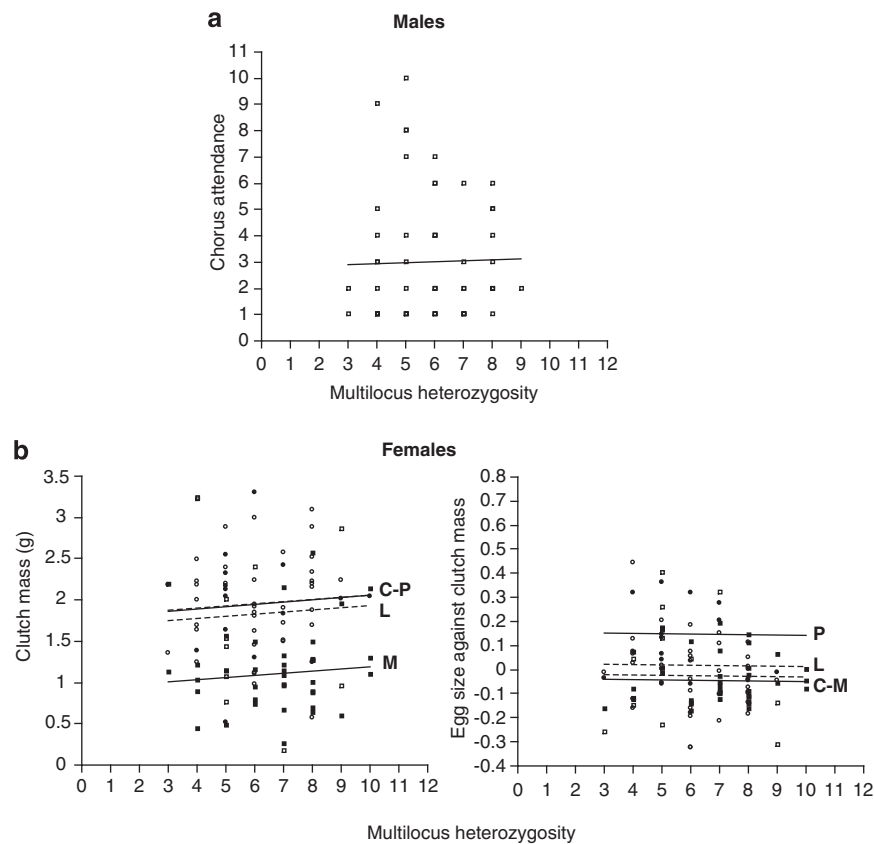 a
Males
11
10
9
8
7
6
5
4
3
2
1
0
Chorus attendance
0 1 2 3 4 5 6 7 8 9 10 11 12
Multilocus heterozygosity
b
Females
3.5
3
2.5
2
1.5
1
0.5
0
Clutch mass (g)
C-P
L
M
0 1 2 3 4 5 6 7 8 9 10 11 12
0.8
0.6
0.5
0.4
0.3
0.2
0.1
0
-0.1
-0.2
-0.3
-0.4
Egg size against clutch mass
P
L
C-M
0 1 2 3 4 5 6 7 8 9 10 11 12
Multilocus heterozygosity